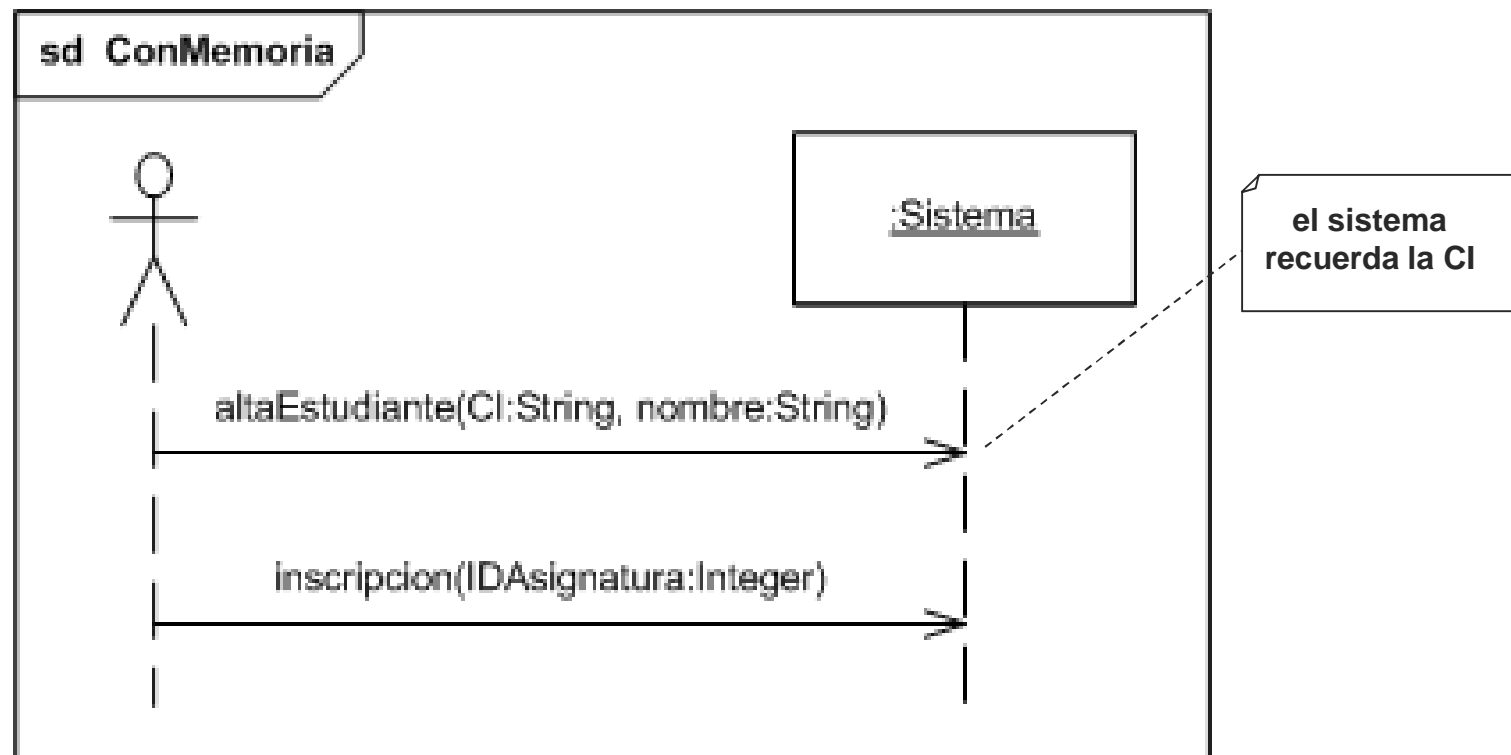 sd ConMemoria
:Sistema
el sistema
recuerda la CI
altaEstudiante(CI:String, nombre:String)
inscripcion(IDAsignatura:Integer)